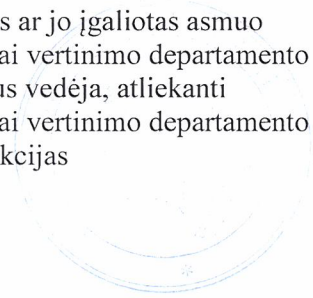 s ar jo įgaliotas asmuo
ai vertinimo departamento
us vedėja, atliekanti
ai vertinimo departamento
kcijas